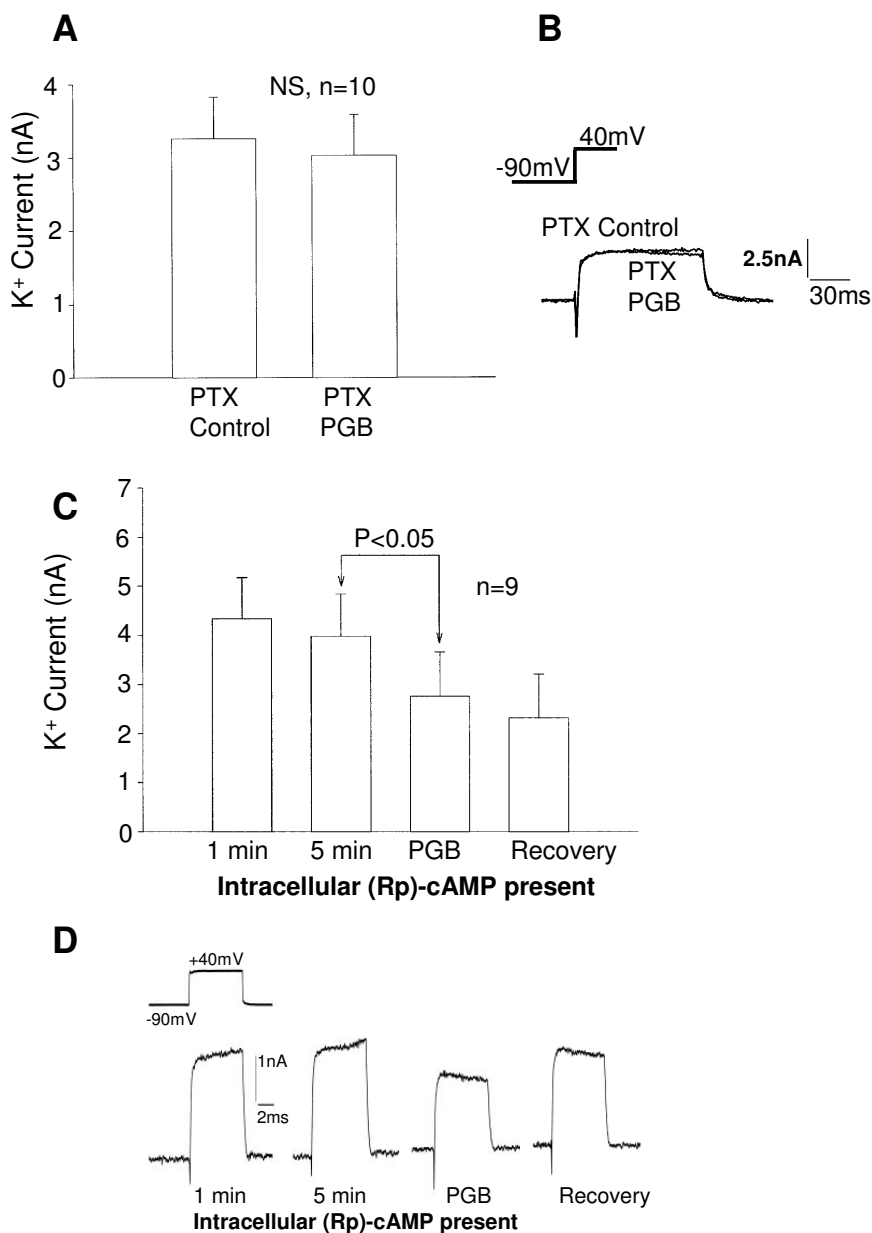 A
K+ Current (nA)
4
3
2
1
0
NS, n=10
PTX
Control
PTX
PGB
B
40mV
-90mV
PTX Control
PTX
PGB
2.5nA
30ms
C
K+ Current (nA)
7
6
5
4
3
2
1
0
P<0.05
n=9
1 min 5 min PGB Recovery
Intracellular (Rp)-cAMP present
D
+40mV
-90mV
1nA
2ms
1 min 5 min PGB Recovery
Intracellular (Rp)-cAMP present